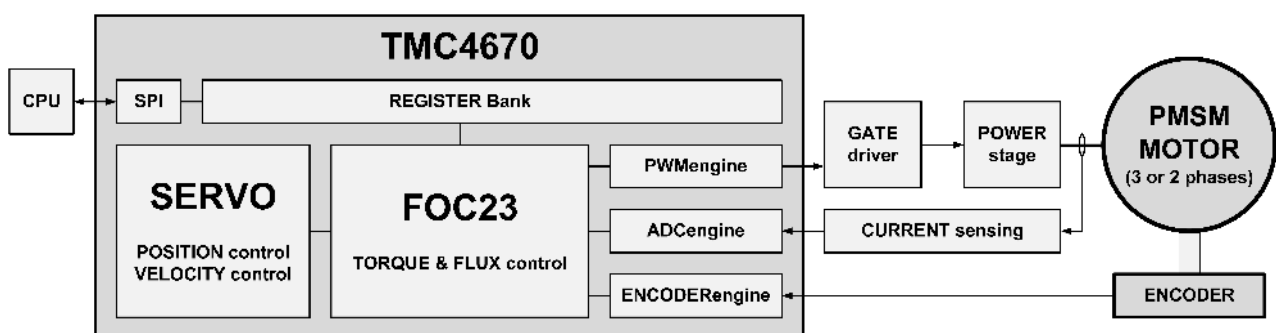 TMC4670
CPU
SPI
REGISTER Bank
GATE
driver
POWER
stage
PMSM
MOTOR
(3 or 2 phases)
SERVO
POSITION control
VELOCITY control
FOC23
TORQUE & FLUX control
PWMengine
ADCengine
CURRENT sensing
ENCODERengine
ENCODER